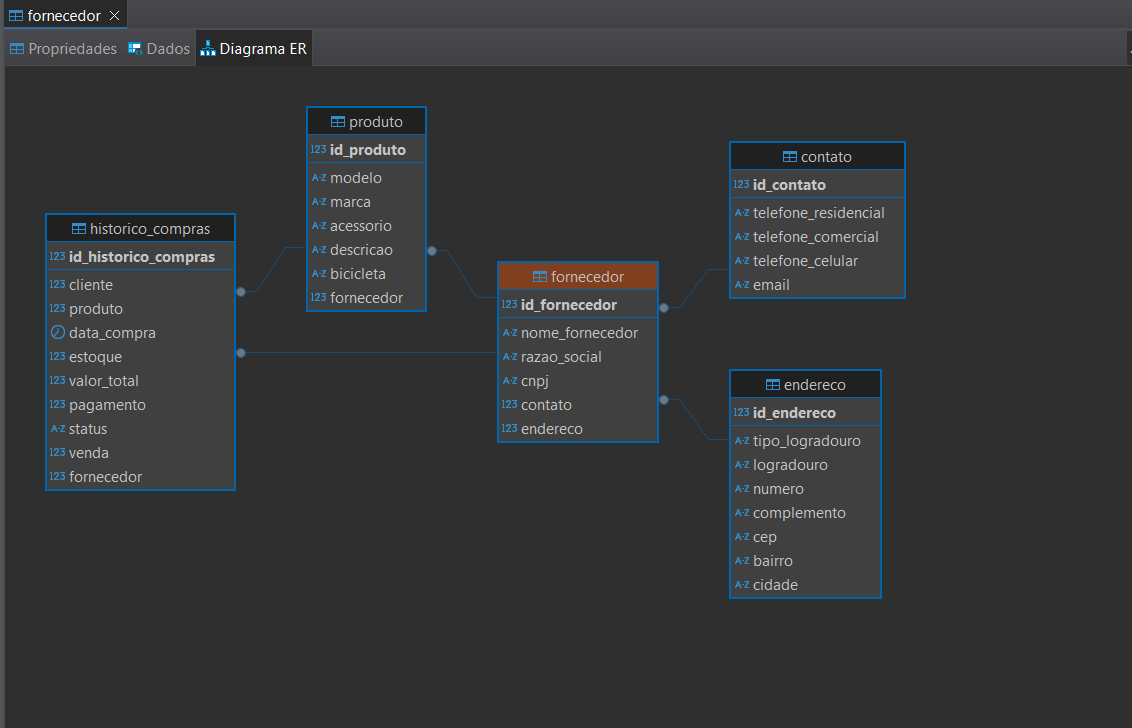 fornecedor
Propriedades Dados Diagrama ER
produto
123 id_produto
A-Z modelo
A-Z marca
A-Z acessorio
A-Z descricao
A-Z bicicleta
123 fornecedor
historico_compras
123 id_historico_compras
123 cliente
123 produto
data_compra
123 estoque
123 valor_total
123 pagamento
A-Z status
123 venda
123 fornecedor
fornecedor
123 id_fornecedor
A-Z nome_fornecedor
A-Z razao_social
A-Z cnpj
123 contato
123 endereco
contato
123 id_contato
A-Z telefone_residencial
A-Z telefone_comercial
A-Z telefone_celular
A-Z email
endereco
123 id_endereco
A-Z tipo_logradouro
A-Z logradouro
A-Z numero
A-Z complemento
A-Z cep
A-Z bairro
A-Z cidade